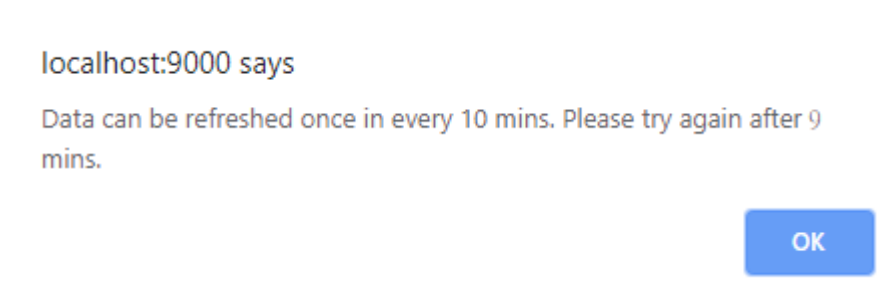 localhost:9000 says
Data can be refreshed once in every 10 mins. Please try again after 9
mins.
OK